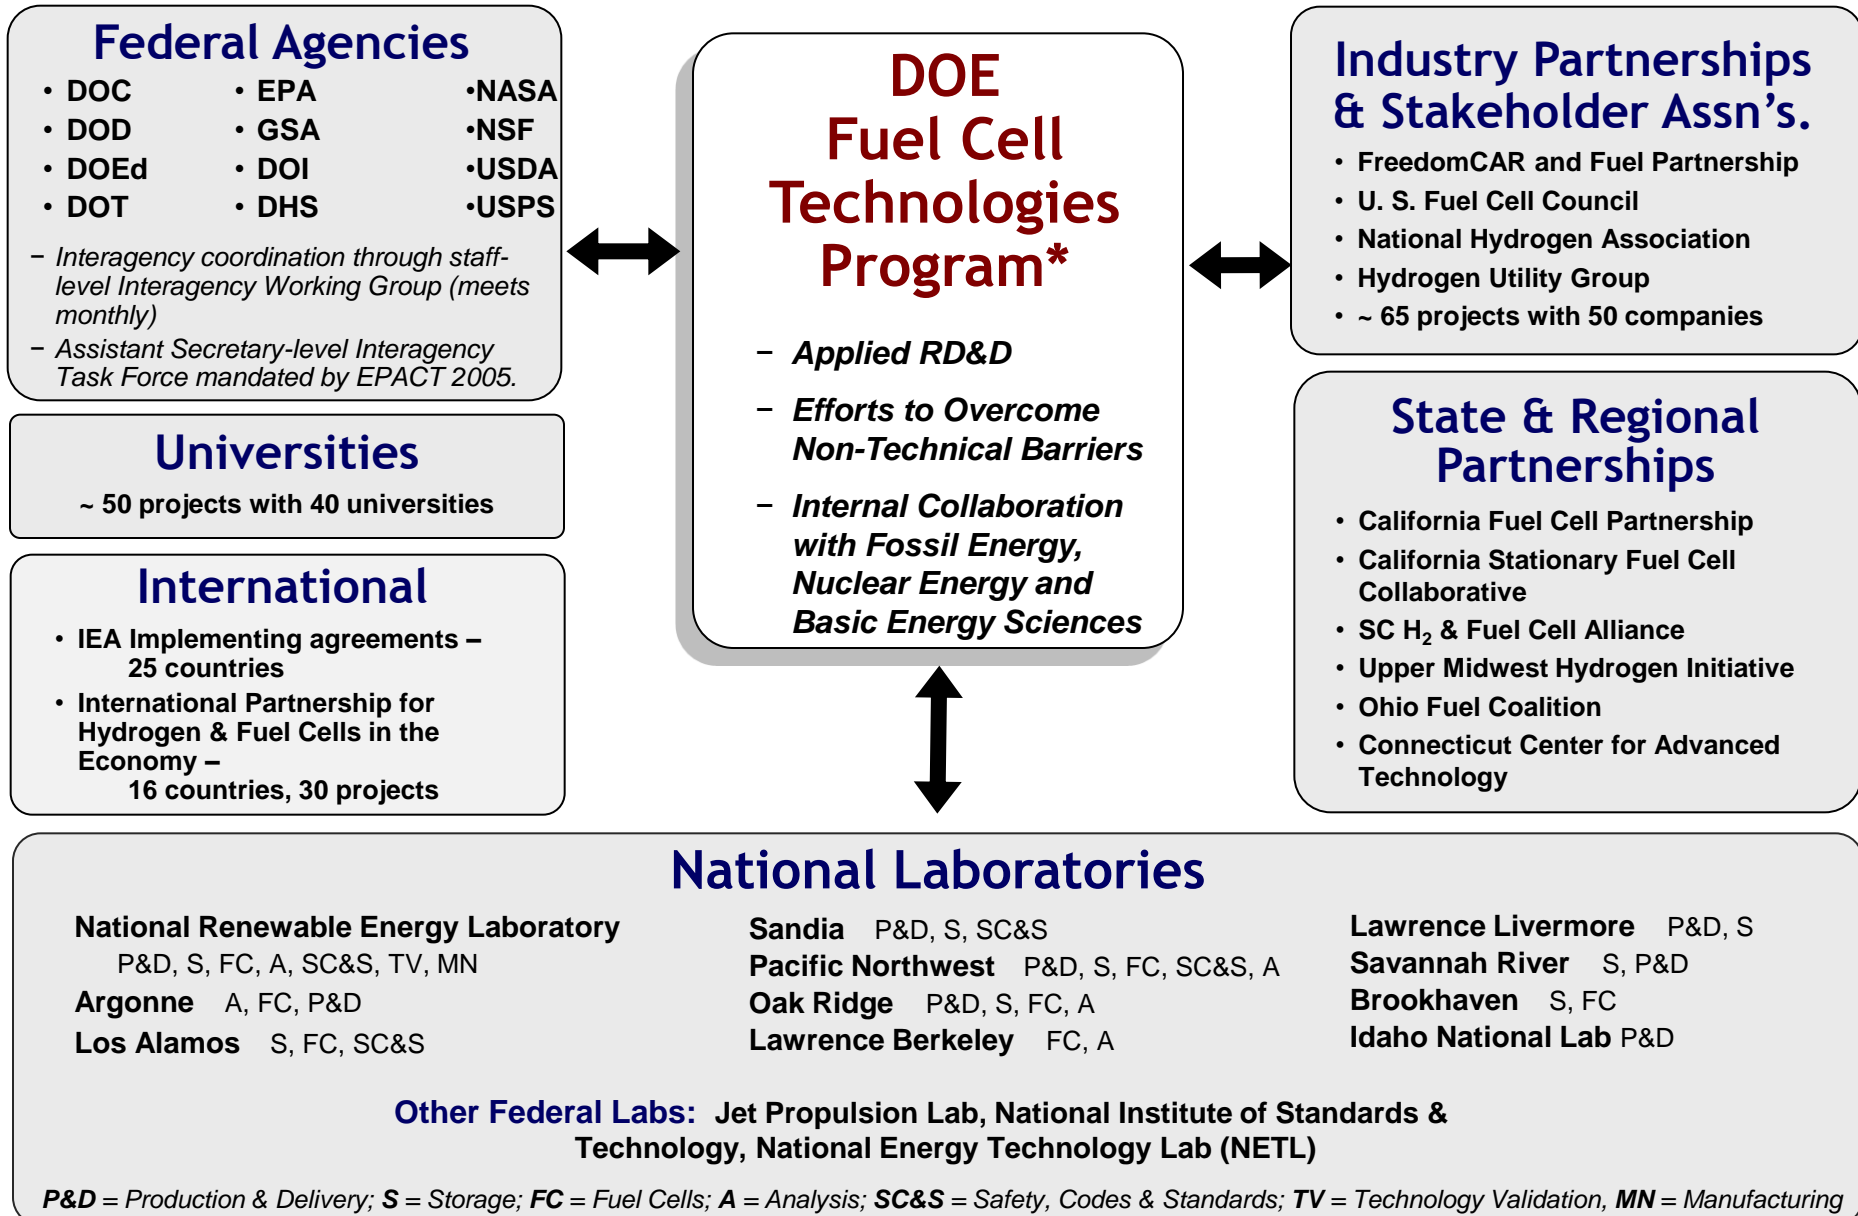 Federal Agencies
• DOC • EPA •NASA
• DOD • GSA •NSF
• DOEd • DOI •USDA
• DOT • DHS •USPS
− Interagency coordination through staff-
level Interagency Working Group (meets
monthly)
− Assistant Secretary-level Interagency
Task Force mandated by EPACT 2005.
Universities
~ 50 projects with 40 universities
International
• IEA Implementing agreements –
25 countries
• International Partnership for
Hydrogen & Fuel Cells in the
Economy –
16 countries, 30 projects
DOE
Fuel Cell
Technologies
Program*
− Applied RD&D
− Efforts to Overcome
Non-Technical Barriers
− Internal Collaboration
with Fossil Energy,
Nuclear Energy and
Basic Energy Sciences
Industry Partnerships
& Stakeholder Assn's.
• FreedomCAR and Fuel Partnership
• U. S. Fuel Cell Council
• National Hydrogen Association
• Hydrogen Utility Group
• ~ 65 projects with 50 companies
State & Regional
Partnerships
• California Fuel Cell Partnership
• California Stationary Fuel Cell
Collaborative
• SC H₂ & Fuel Cell Alliance
• Upper Midwest Hydrogen Initiative
• Ohio Fuel Coalition
• Connecticut Center for Advanced
Technology
National Laboratories
National Renewable Energy Laboratory
P&D, S, FC, A, SC&S, TV, MN
Argonne A, FC, P&D
Los Alamos S, FC, SC&S
Sandia P&D, S, SC&S
Pacific Northwest P&D, S, FC, SC&S, A
Oak Ridge P&D, S, FC, A
Lawrence Berkeley FC, A
Lawrence Livermore P&D, S
Savannah River S, P&D
Brookhaven S, FC
Idaho National Lab P&D
Other Federal Labs: Jet Propulsion Lab, National Institute of Standards &
Technology, National Energy Technology Lab (NETL)
P&D = Production & Delivery; S = Storage; FC = Fuel Cells; A = Analysis; SC&S = Safety, Codes & Standards; TV = Technology Validation, MN = Manufacturing